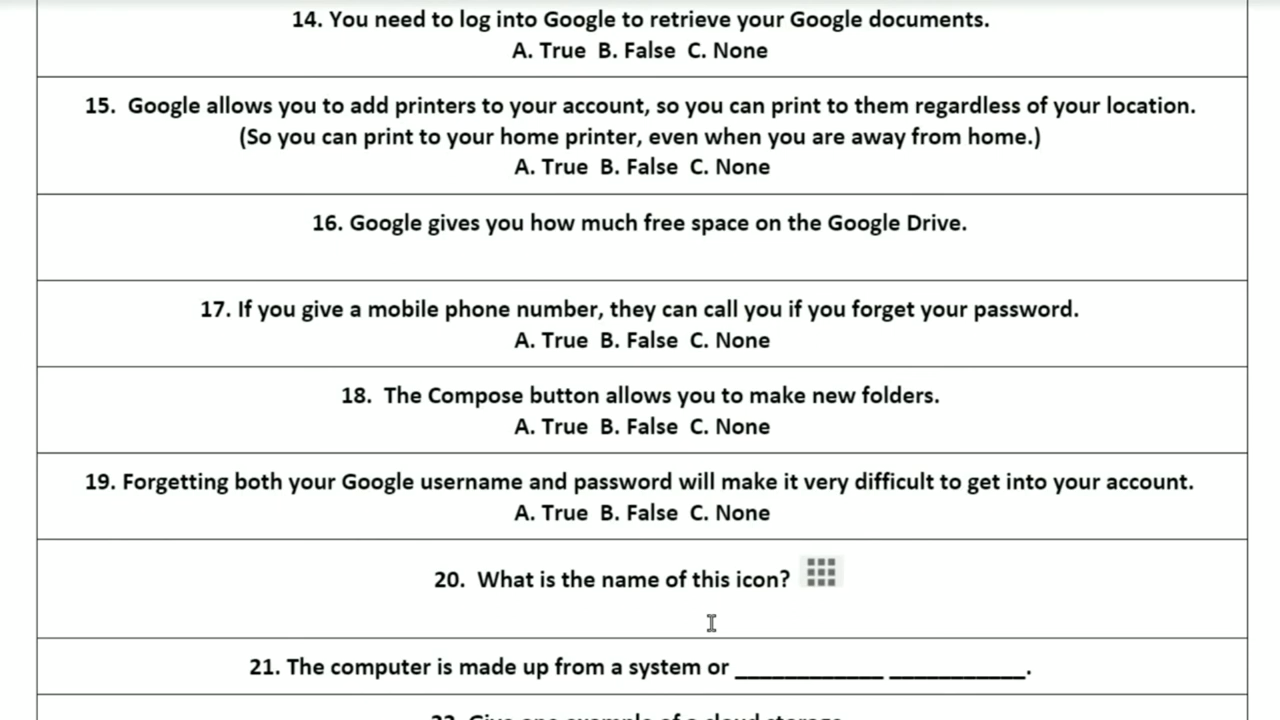 14. You need to log into Google to retrieve your Google documents.
A. True B. False C. None
15. Google allows you to add printers to your account, so you can print to them regardless of your location.
(So you can print to your home printer, even when you are away from home.)
A. True B. False C. None
16. Google gives you how much free space on the Google Drive.
17. If you give a mobile phone number, they can call you if you forget your password.
A. True B. False C. None
18. The Compose button allows you to make new folders.
A. True B. False C. None
19. Forgetting both your Google username and password will make it very difficult to get into your account.
A. True B. False C. None
20. What is the name of this icon?
21. The computer is made up from a system or ____________ ___________.
22. Give one example of a cloud storage